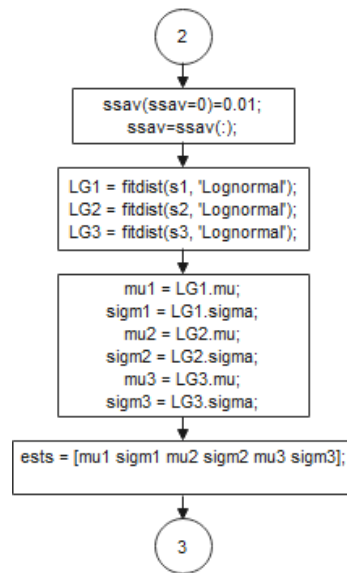 2
ssav(ssav=0)=0.01;
ssav=ssav(:);
LG1 = fitdist(s1, 'Lognormal');
LG2 = fitdist(s2, 'Lognormal');
LG3 = fitdist(s3, 'Lognormal');
mu1 = LG1.mu;
sigm1 = LG1.sigma;
mu2 = LG2.mu;
sigm2 = LG2.sigma;
mu3 = LG3.mu;
sigm3 = LG3.sigma;
ests = [mu1 sigm1 mu2 sigm2 mu3 sigm3];
3